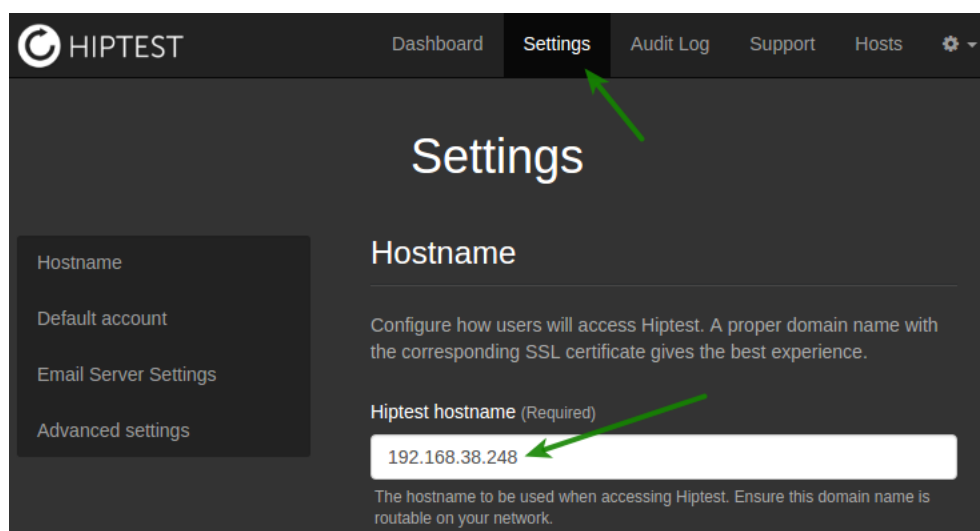 HIPTEST
Dashboard Settings Audit Log Support Hosts
Settings
Hostname
Default account
Email Server Settings
Advanced settings
Hostname
Configure how users will access Hiptest. A proper domain name with
the corresponding SSL certificate gives the best experience.
Hiptest hostname (Required)
192.168.38.248
The hostname to be used when accessing Hiptest. Ensure this domain name is
routable on your network.